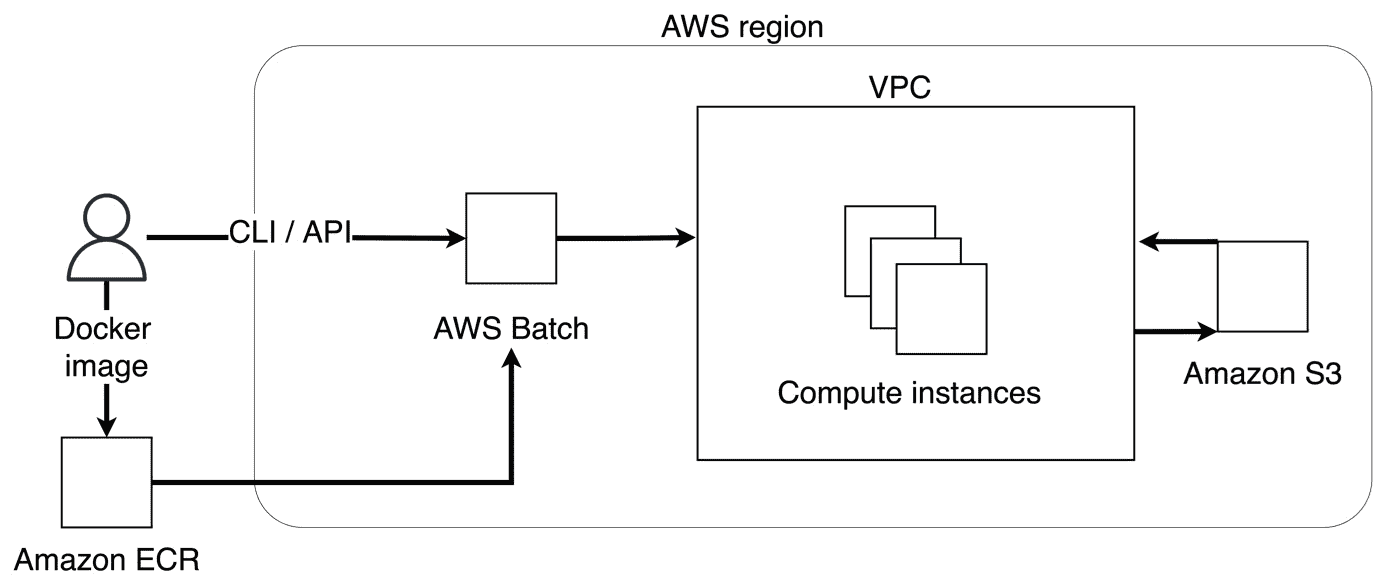 AWS region
VPC
CLI / API
Docker
image
AWS Batch
Compute instances
Amazon S3
Amazon ECR